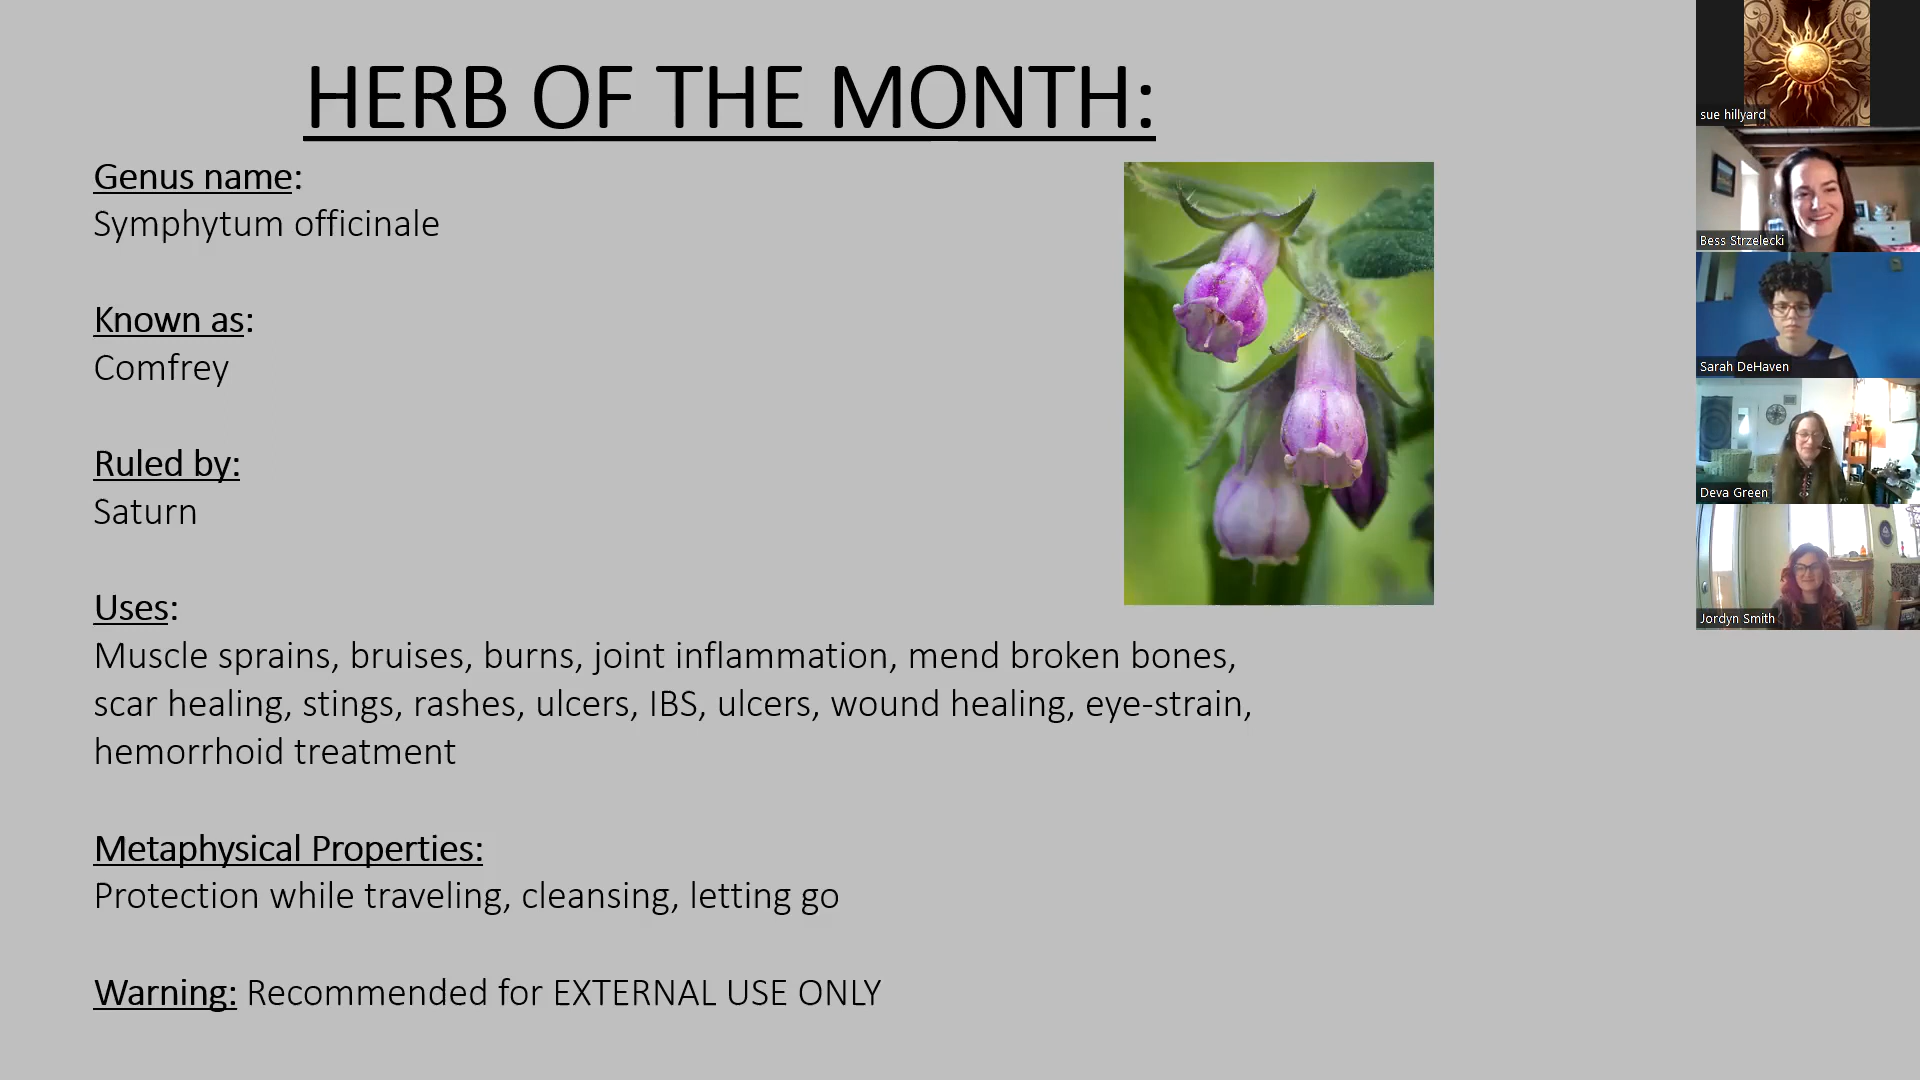 HERB OF THE MONTH:
Genus name:
Symphytum officinale
Known as:
Comfrey
Ruled by:
Saturn
Uses:
Muscle sprains, bruises, burns, joint inflammation, mend broken bones,
scar healing, stings, rashes, ulcers, IBS, ulcers, wound healing, eye-strain,
hemorrhoid treatment
Metaphysical Properties:
Protection while traveling, cleansing, letting go
Warning: Recommended for EXTERNAL USE ONLY
sue hillyard
Bess Strzelecki
Sarah DeHaven
Deva Green
Jordyn Smith